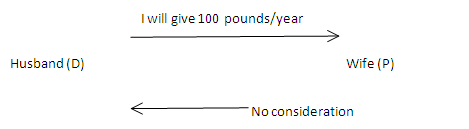 I will give 100 pounds/year
Husband (D)
Wife (P)
No consideration